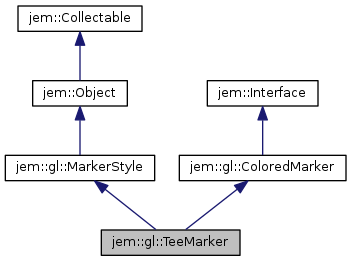 jem::Collectable
jem::Object
jem::Interface
jem::gl::MarkerStyle
jem::gl::ColoredMarker
jem::gl::TeeMarker